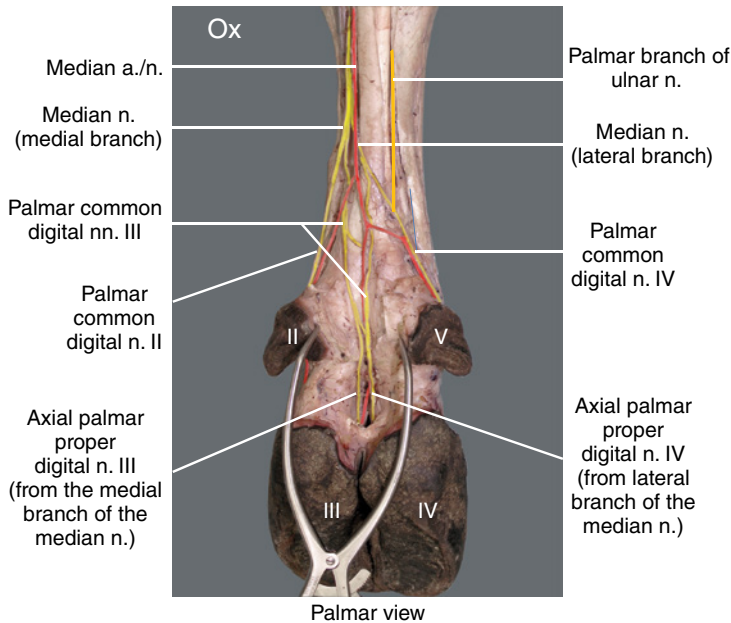 Ox
Median a./n.
Median n.
(medial branch)
Palmar common
digital nn. III
Palmar
common
digital n. II
Axial palmar
proper
digital n. III
(from the medial
branch of the
median n.)
Palmar branch of
ulnar n.
Median n.
(lateral branch)
Palmar
common
digital n. IV
Axial palmar
proper
digital n. IV
(from lateral
branch of the
median n.)
II
V
III
IV
Palmar view